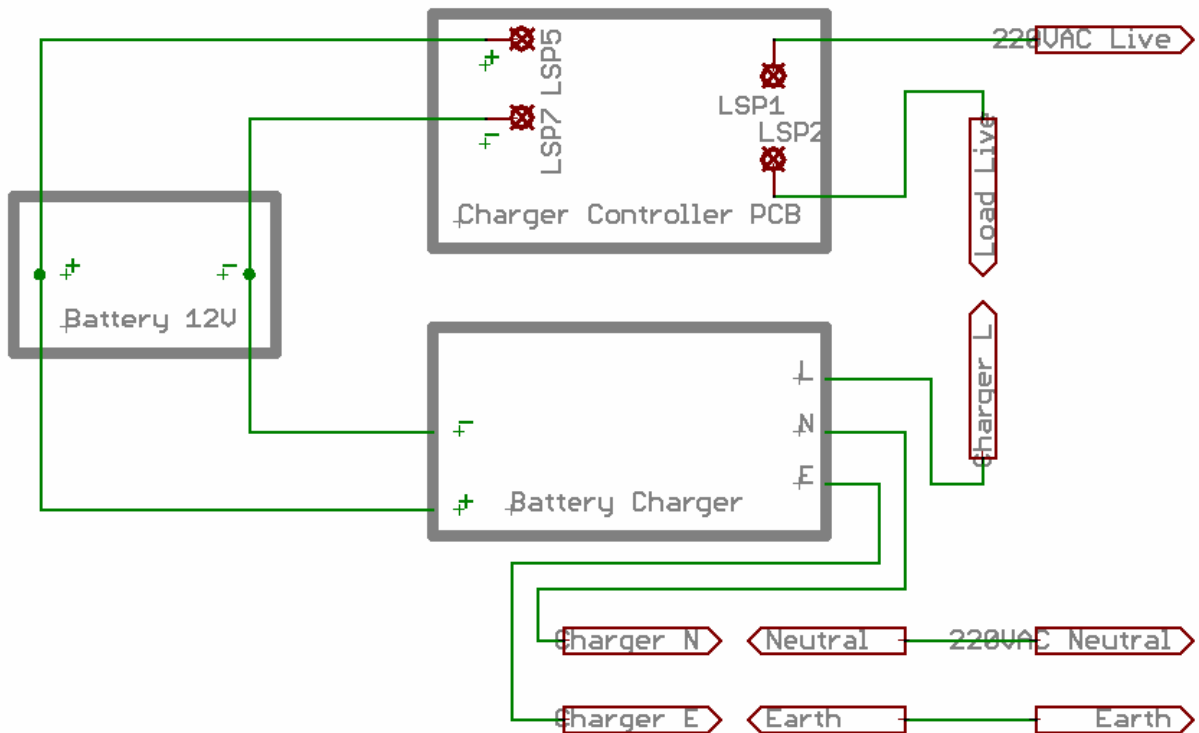 LSP5
+
220VAC Live
LSP1
LSP7
-
LSP2
Load Live
Charger Controller PCB
+ -
Battery 12V
L
Charger L
-
N
E
+
Battery Charger
Charger N
Neutral
220VAC Neutral
Charger E
Earth
Earth